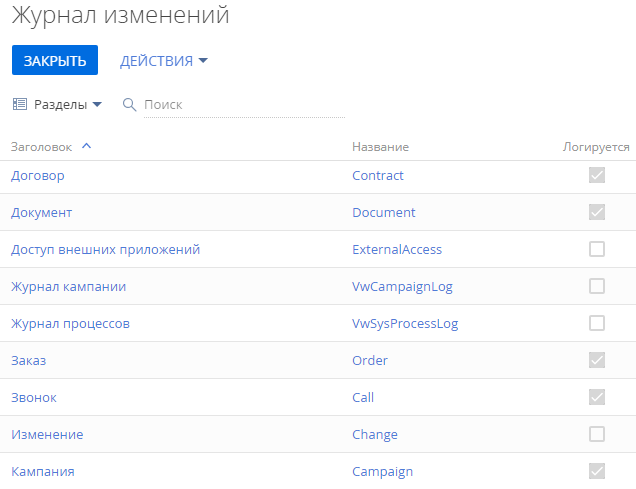 Журнал изменений
ЗАКРЫТЬ ДЕЙСТВИЯ
Разделы Поиск
Заголовок Название Логируется
Договор Contract
Документ Document
Доступ внешних приложений ExternalAccess
Журнал кампании VwCampaignLog
Журнал процессов VwSysProcessLog
Заказ Order
Звонок Call
Изменение Change
Кампания Campaign